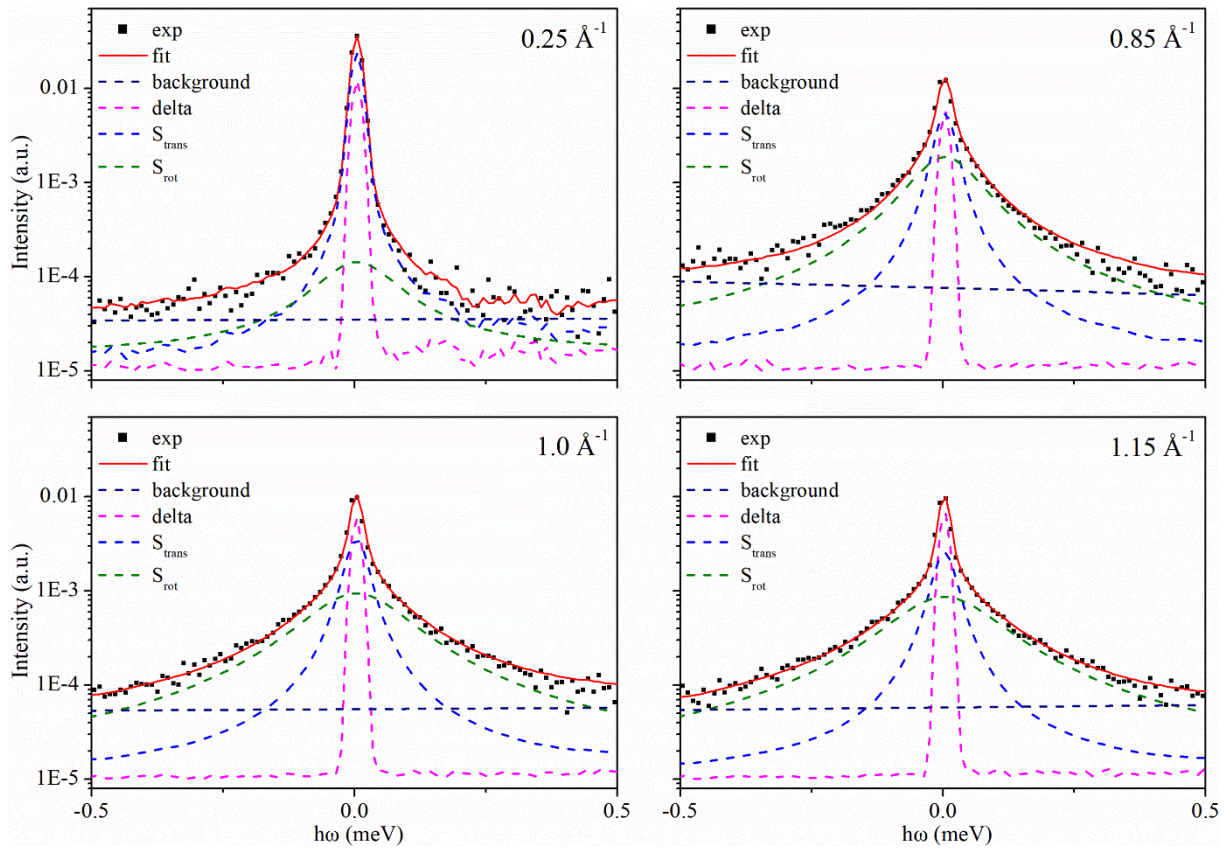 exp
fit
background
delta
S_trans
S_rot
0.25 Å⁻¹
0.01
1E-3
1E-4
1E-5
Intensity (a.u.)
exp
fit
background
delta
S_trans
S_rot
0.85 Å⁻¹
exp
fit
background
delta
S_trans
S_rot
1.0 Å⁻¹
0.01
1E-3
1E-4
1E-5
Intensity (a.u.)
-0.5
0.0
0.5
hω (meV)
exp
fit
background
delta
S_trans
S_rot
1.15 Å⁻¹
-0.5
0.0
0.5
hω (meV)